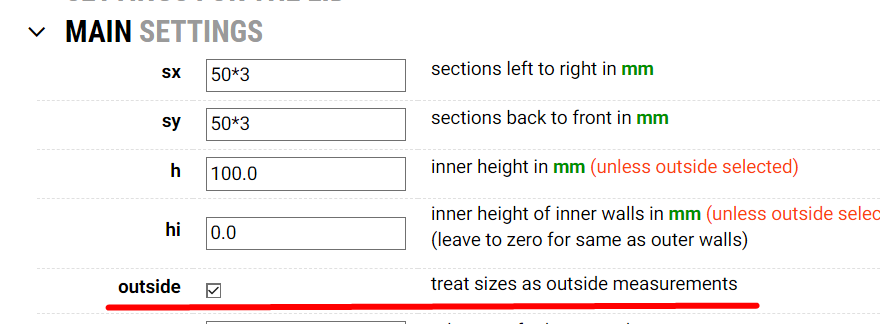 MAIN SETTINGS
sx 50*3 sections left to right in mm
sy 50*3 sections back to front in mm
h 100.0 inner height in mm (unless outside selected)
hi 0.0 inner height of inner walls in mm (unless outside selec
(leave to zero for same as outer walls)
outside treat sizes as outside measurements